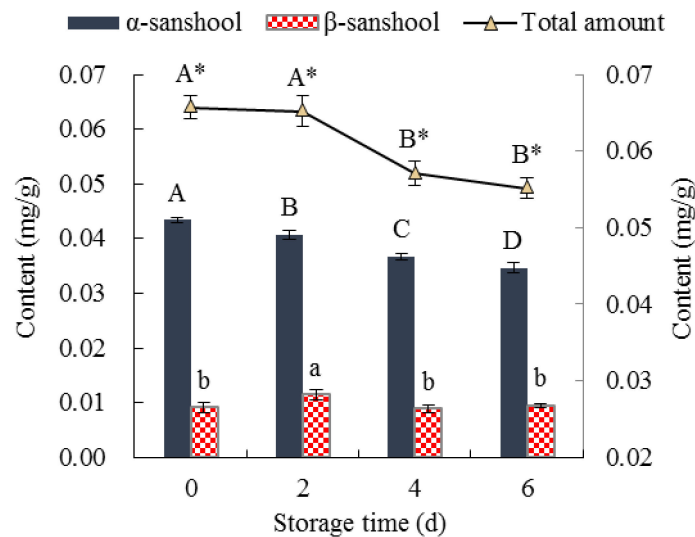 α-sanshool β-sanshool Total amount
0.07 0.07
A* A*
0.06
B* B* 0.06
0.05
A B C D 0.05
0.04
0.03 0.04
0.02
b a b b 0.03
0.01
0.00 0.02
0 2 4 6
Storage time (d)
Content (mg/g)
Content (mg/g)